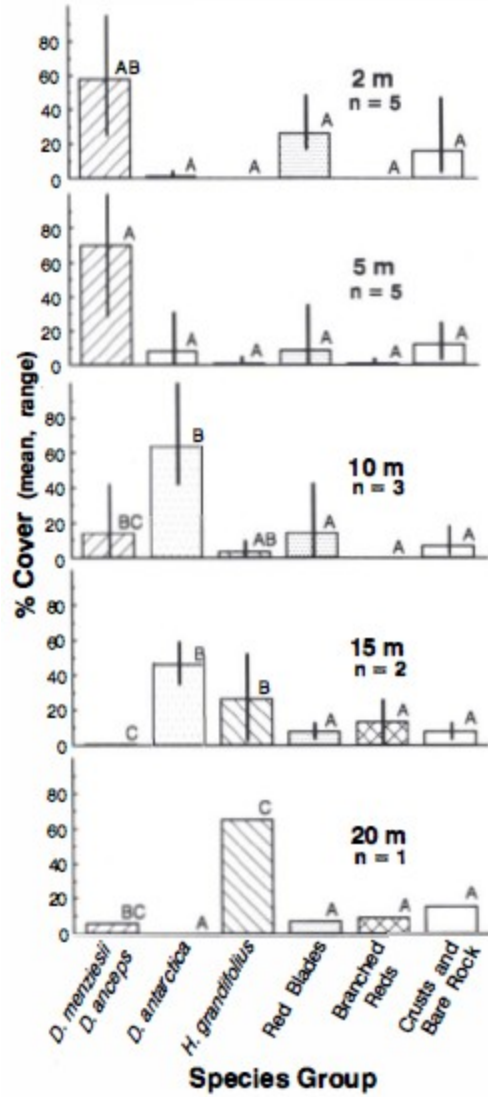 80
60
40
20
0
AB
A
A
A
A
A
2 m
n = 5
80
60
40
20
0
A
A
A
A
A
A
5 m
n = 5
80
60
40
20
0
BC
B
AB
A
A
A
10 m
n = 3
80
60
40
20
0
C
B
B
A
A
A
15 m
n = 2
80
60
40
20
0
BC
A
C
A
A
A
20 m
n = 1
% Cover (mean, range)
D. menziesii
D. anceps
D. antarctica
H. grandifolius
Red Blades
Branched
Reds
Crusts and
Bare Rock
Species Group